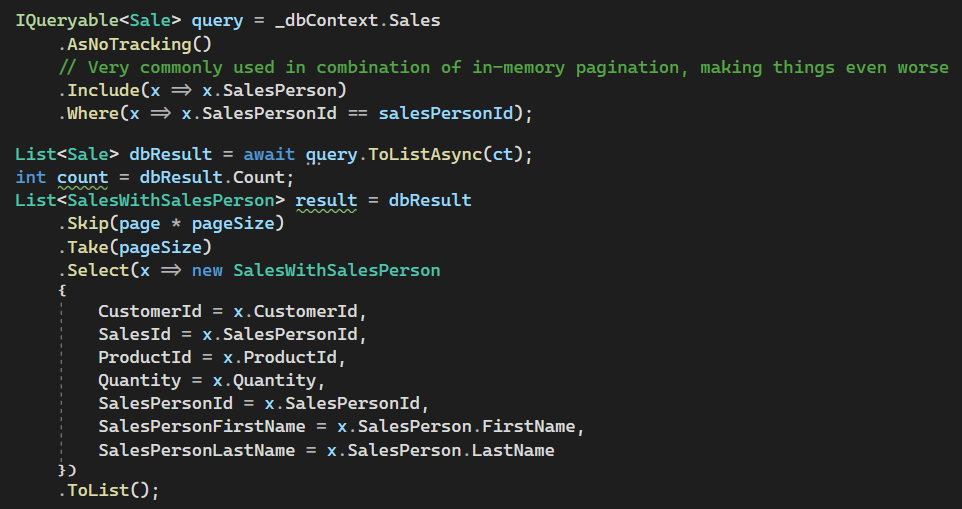 IQueryable<Sale> query = _dbContext.Sales
    .AsNoTracking()
    // Very commonly used in combination of in-memory pagination, making things even worse
    .Include(x => x.SalesPerson)
    .Where(x => x.SalesPersonId == salesPersonId);

List<Sale> dbResult = await query.ToListAsync(ct);
int count = dbResult.Count;
List<SalesWithSalesPerson> result = dbResult
    .Skip(page * pageSize)
    .Take(pageSize)
    .Select(x => new SalesWithSalesPerson
    {
        CustomerId = x.CustomerId,
        SalesId = x.SalesPersonId,
        ProductId = x.ProductId,
        Quantity = x.Quantity,
        SalesPersonId = x.SalesPersonId,
        SalesPersonFirstName = x.SalesPerson.FirstName,
        SalesPersonLastName = x.SalesPerson.LastName
    })
    .ToList();